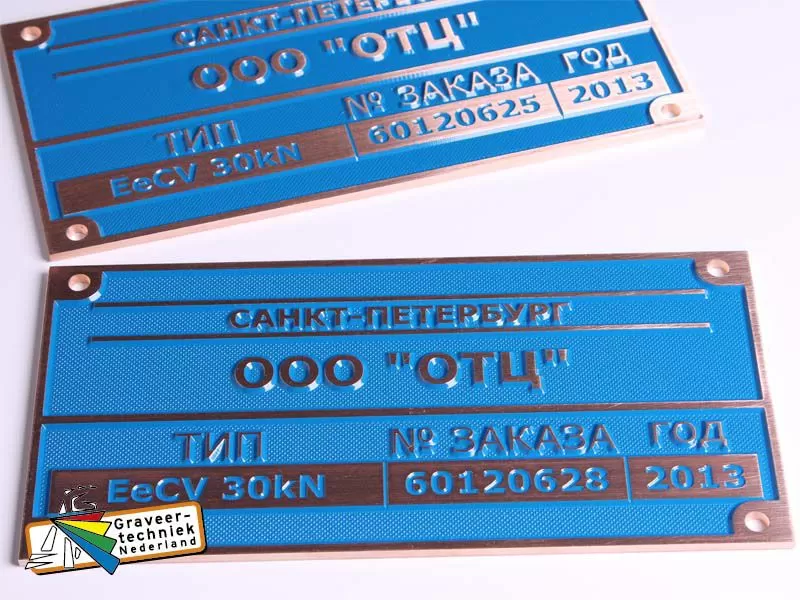 САНКТ-ПЕТЕРБУРГ
ООО "ОТЦ"
ТИП № ЗАКАЗА ГОД
EeCV 30kN 60120625 2013
САНКТ-ПЕТЕРБУРГ
ООО "ОТЦ"
ТИП № ЗАКАЗА ГОД
EeCV 30kN 60120628 2013
Graveer-
techniek
Nederland